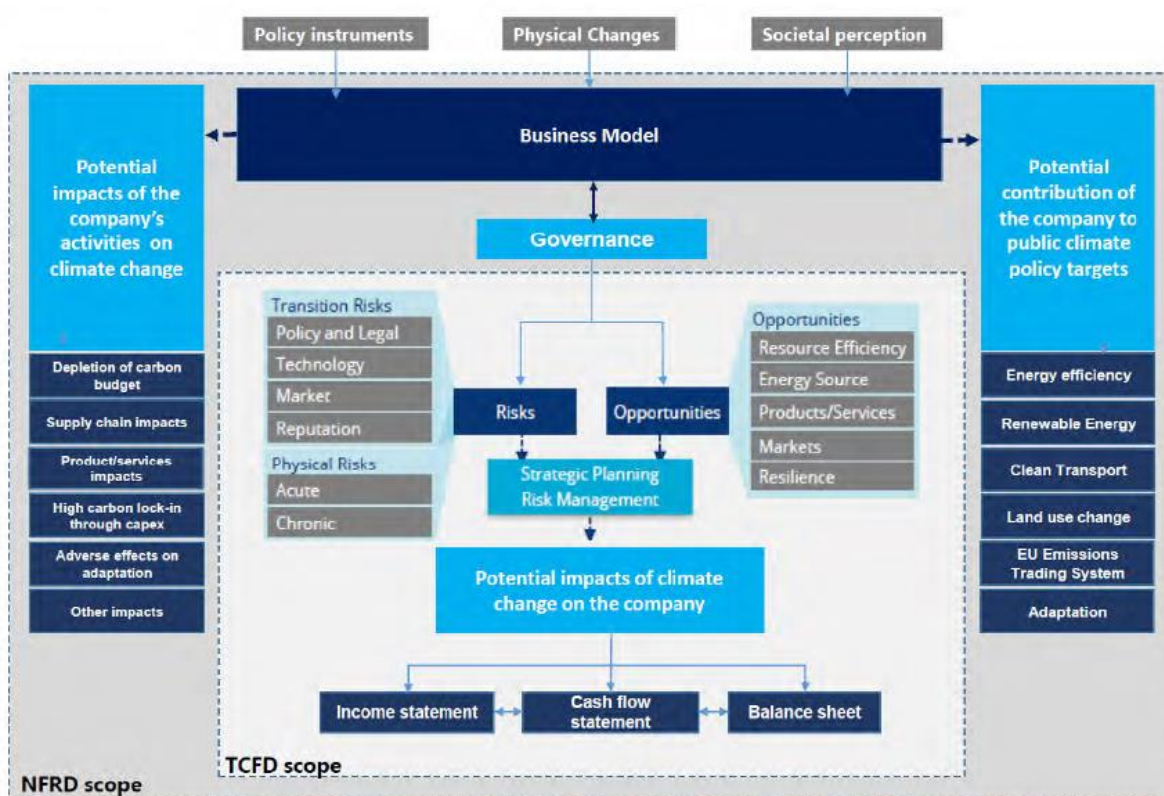 Policy instruments
Physical Changes
Societal perception
Business Model
Potential
impacts of the
company's
activities on
climate change
Depletion of carbon
budget
Supply chain impacts
Product/services
impacts
High carbon lock-in
through capex
Adverse effects on
adaptation
Other impacts
Governance
Transition Risks
Policy and Legal
Technology
Market
Reputation
Physical Risks
Acute
Chronic
Risks
Opportunities
Opportunities
Resource Efficiency
Energy Source
Products/Services
Markets
Resilience
Strategic Planning
Risk Management
Potential impacts of climate
change on the company
Income statement
Cash flow
statement
Balance sheet
TCFD scope
Potential
contribution of
the company to
public climate
policy targets
Energy efficiency
Renewable Energy
Clean Transport
Land use change
EU Emissions
Trading System
Adaptation
NFRD scope